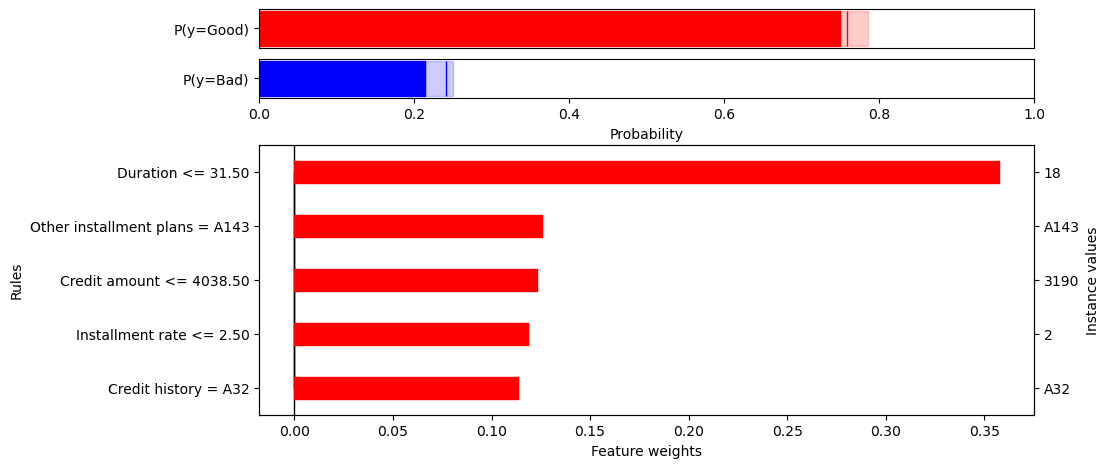 P(y=Good)
P(y=Bad)
0.0 0.2 0.4 0.6 0.8 1.0
Probability
Rules
Duration <= 31.50 18
Other installment plans = A143 A143
Credit amount <= 4038.50 3190
Installment rate <= 2.50 2
Credit history = A32 A32
Instance values
0.00 0.05 0.10 0.15 0.20 0.25 0.30 0.35
Feature weights